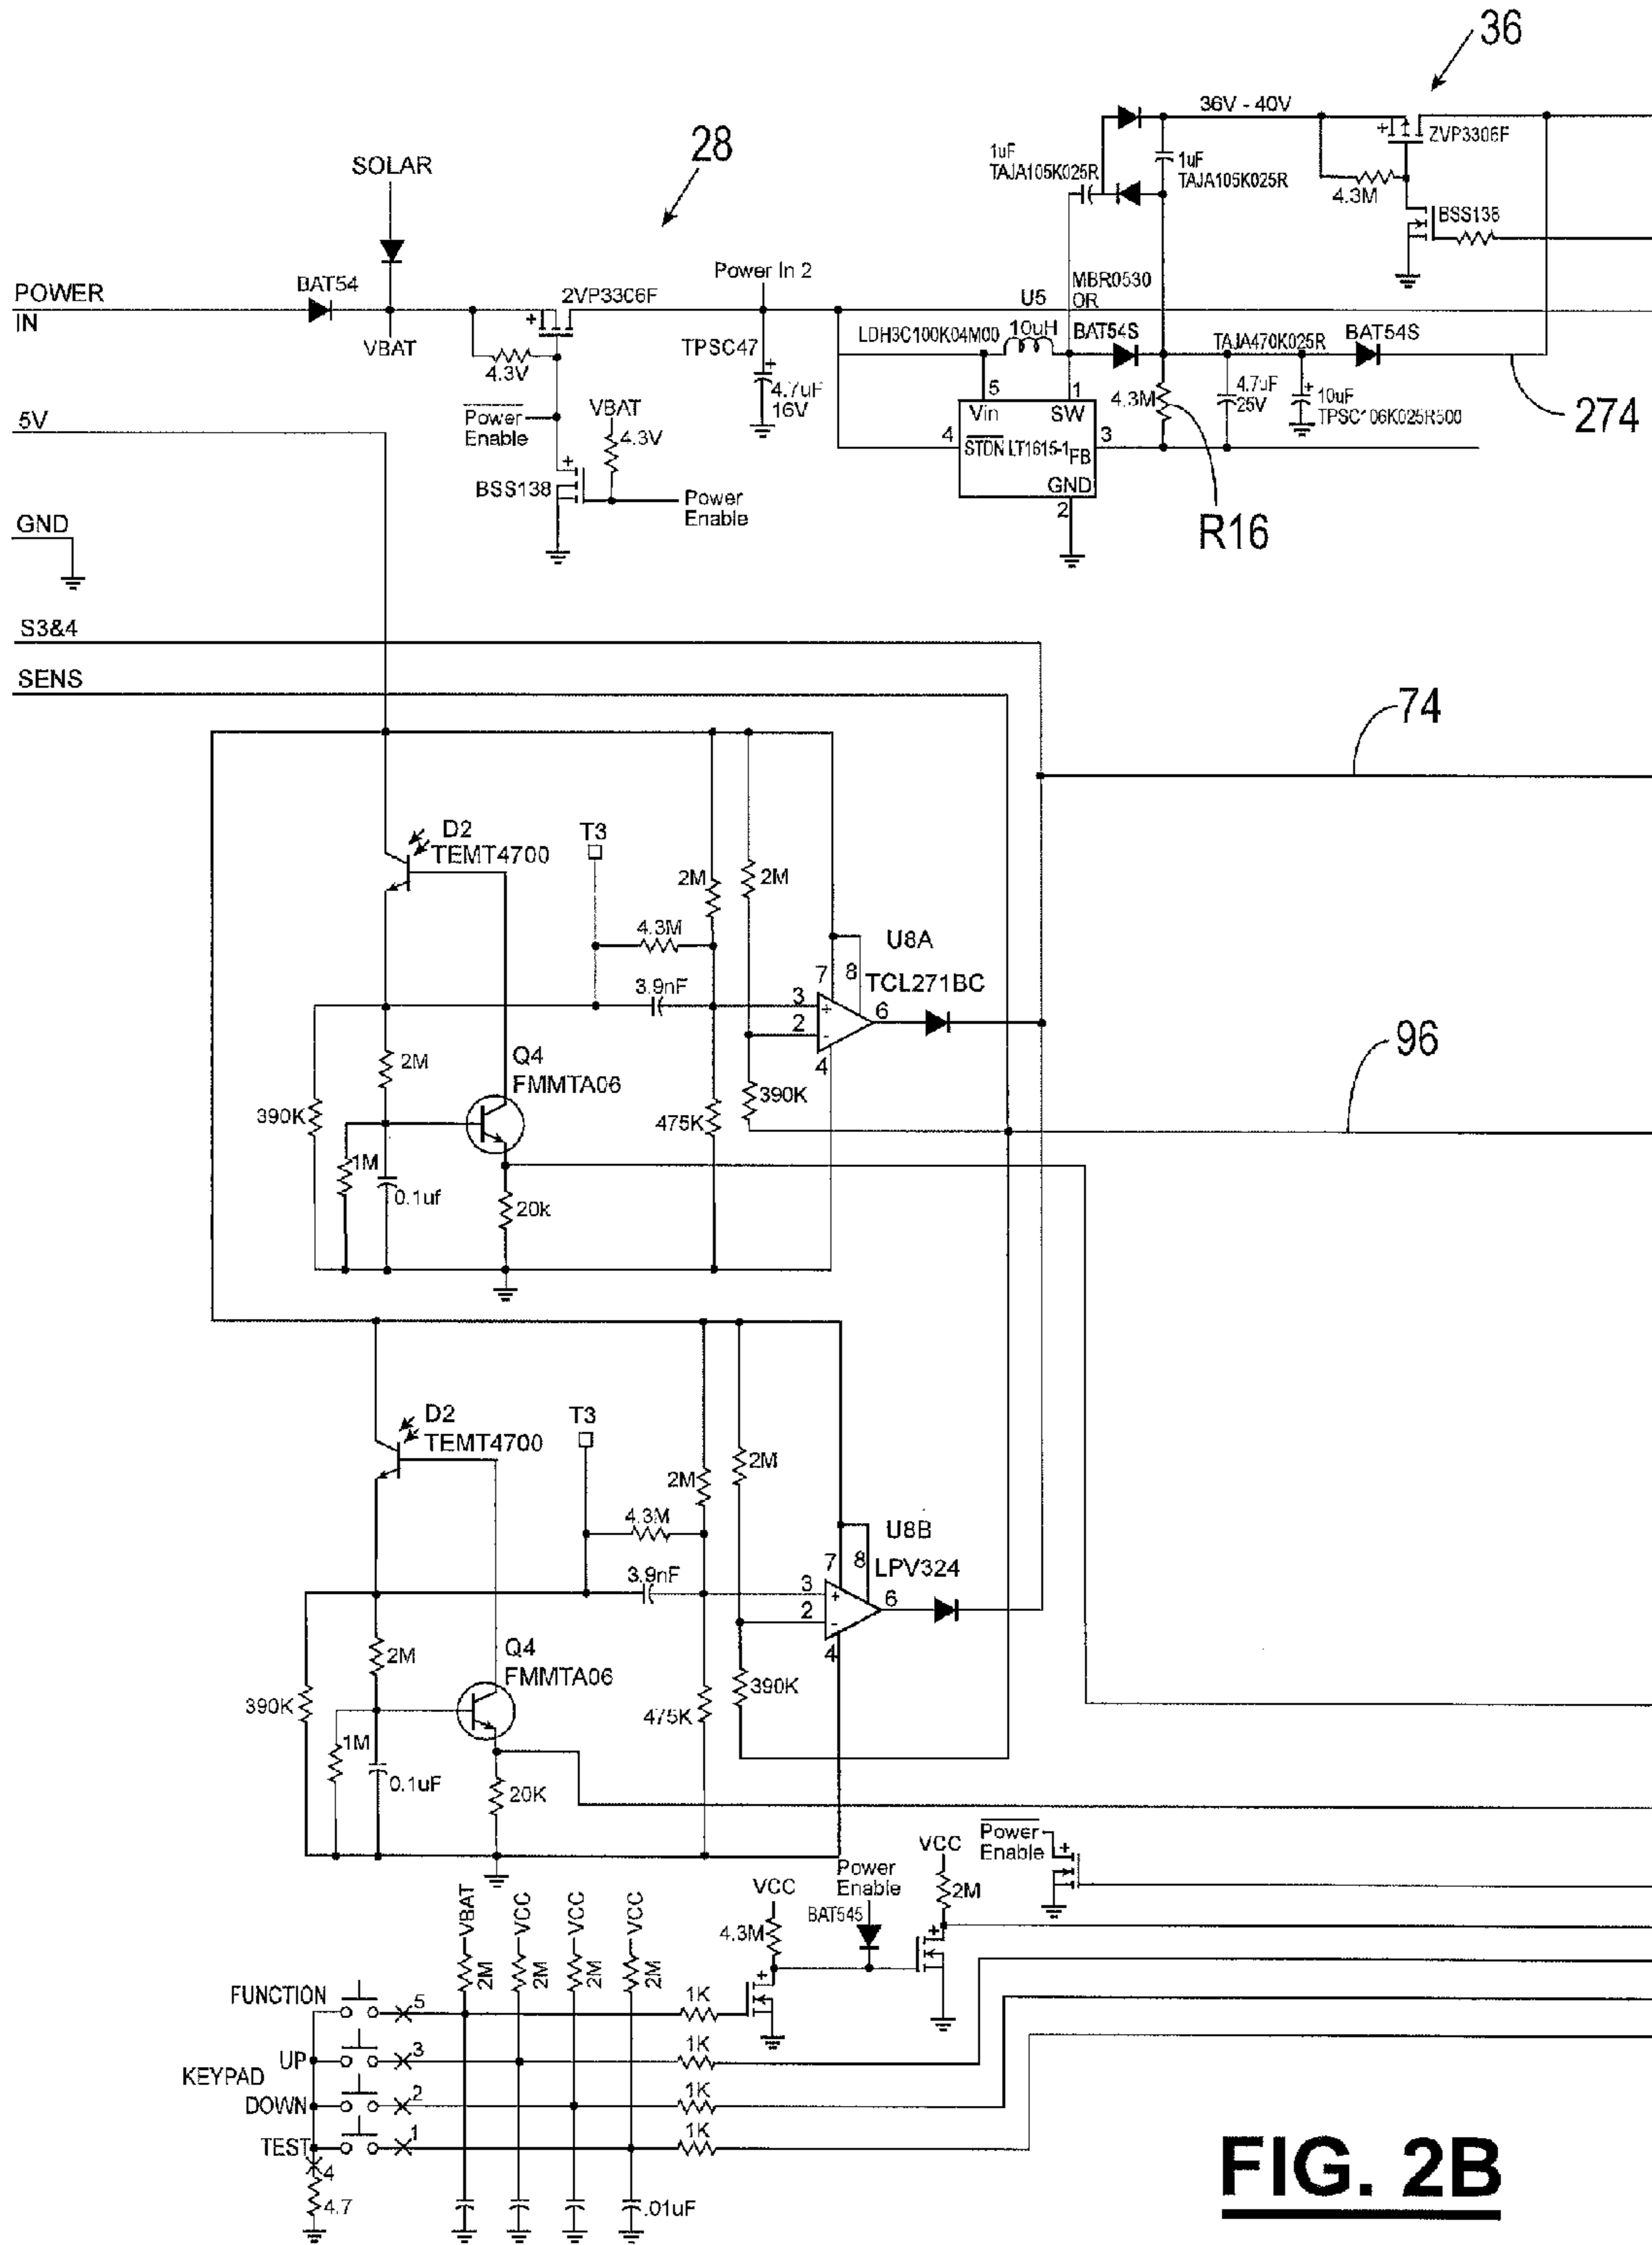 36
36V - 40V
ZVP3306F
1uF
TAJA105K025R
1uF
TAJA105K025R
4.3M
BSS138
28
SOLAR
POWER
IN
BAT54
VBAT
2VP3306F
4.3V
Power In 2
TPSC47
4.7uF
16V
MBR0530
OR
U5
LDH3C100K04M00
10uH
BAT54S
TAJA470K025R
BAT54S
4.3M
4.7uF
25V
10uF
TPSC106K025R500
274
5
Vin
1
SW
4
STDN LT1615-1
FB
3
GND
2
R16
Power
Enable
VBAT
4.3V
BSS138
Power
Enable
5V
GND
S3&4
SENS
74
D2
TEMT4700
T3
2M
2M
4.3M
3.9nF
U8A
TCL271BC
7
8
3
+
2
-
6
4
96
2M
Q4
FMMTA06
390K
1M
0.1uf
20k
475K
390K
D2
TEMT4700
T3
2M
2M
4.3M
3.9nF
U8B
LPV324
7
8
3
+
2
-
6
4
2M
Q4
FMMTA06
390K
1M
0.1uF
20K
475K
390K
VBAT
VCC
VCC
VCC
2M
2M
2M
2M
VCC
4.3M
Power
Enable
BAT545
VCC
2M
Power
Enable
FUNCTION
5
1K
UP
3
1K
KEYPAD
DOWN
2
1K
TEST
1
1K
4
4.7
.01uF
FIG. 2B